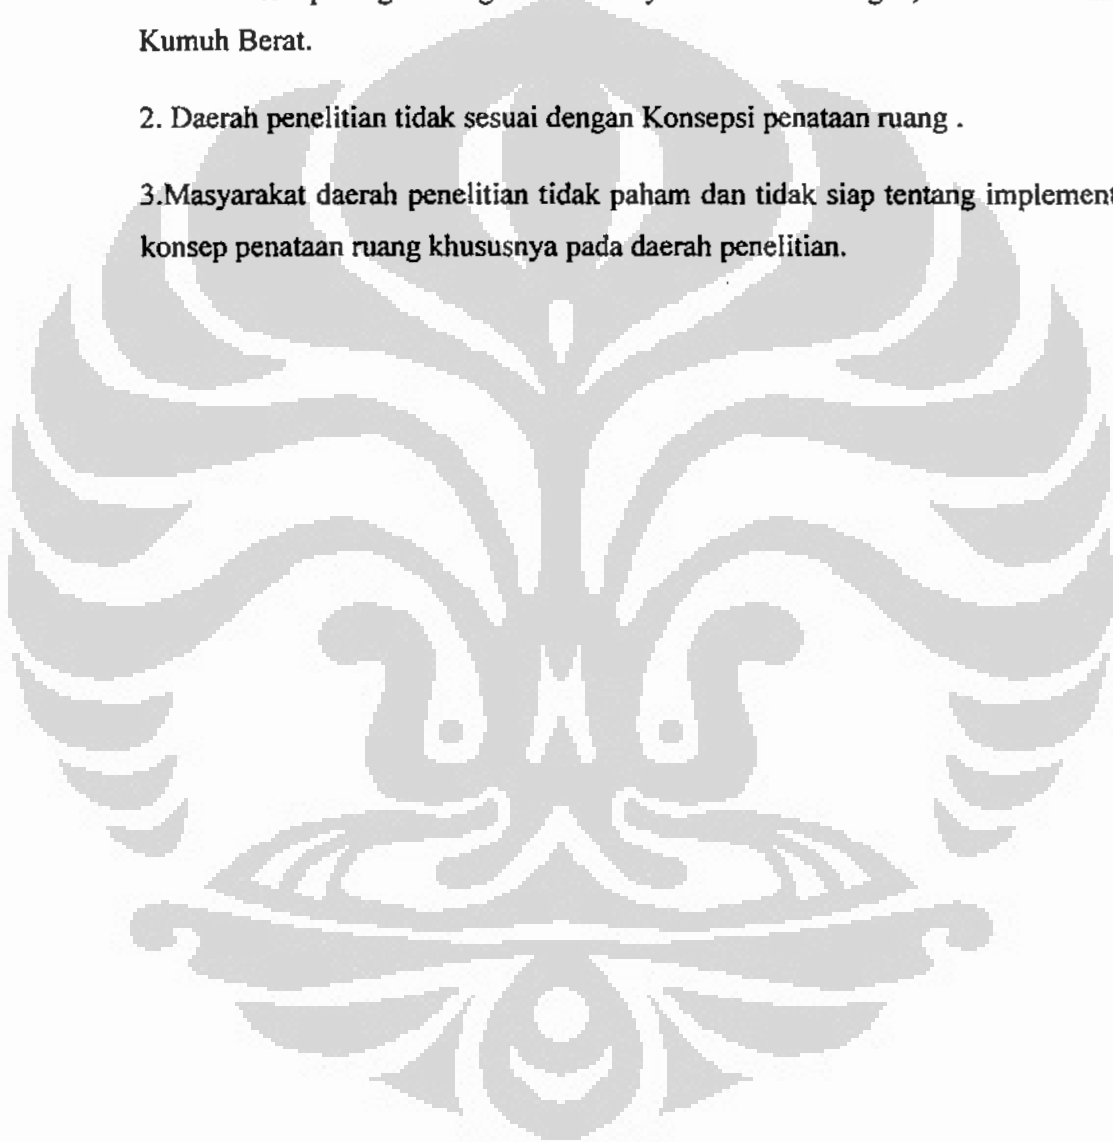 Kumuh Berat.
2. Daerah penelitian tidak sesuai dengan Konsepsi penataan ruang .
3.Masyarakat daerah penelitian tidak paham dan tidak siap tentang implement
konsep penataan ruang khususnya pada daerah penelitian.